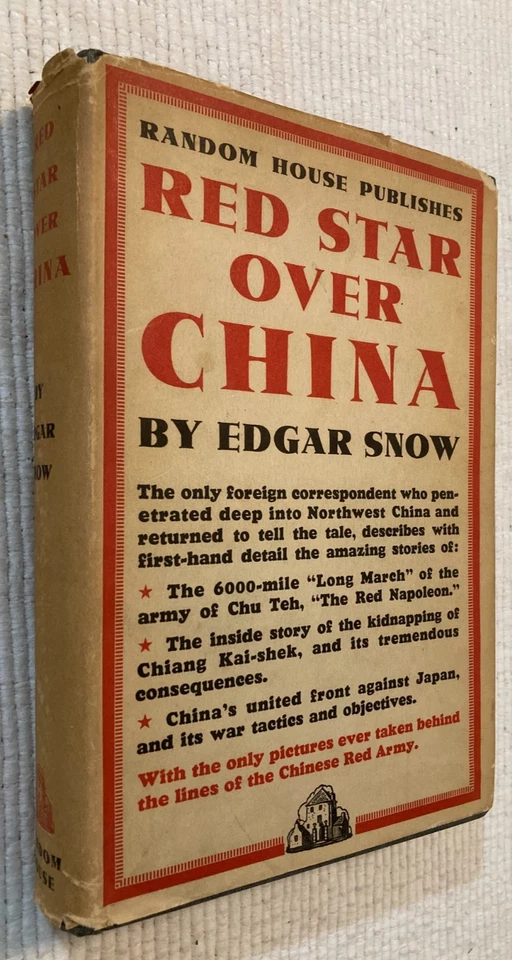 RANDOM HOUSE PUBLISHES
RED STAR
OVER
CHINA
BY EDGAR SNOW
The only foreign correspondent who pen-
etrated deep into Northwest China and
returned to tell the tale, describes with
first-hand detail the amazing stories of:
★ The 6000-mile "Long March" of the
army of Chu Teh, "The Red Napoleon."
★ The inside story of the kidnapping of
Chiang Kai-shek, and its tremendous
consequences.
★ China's united front against Japan,
and its war tactics and objectives.
With the only pictures ever taken behind
the lines of the Chinese Red Army.